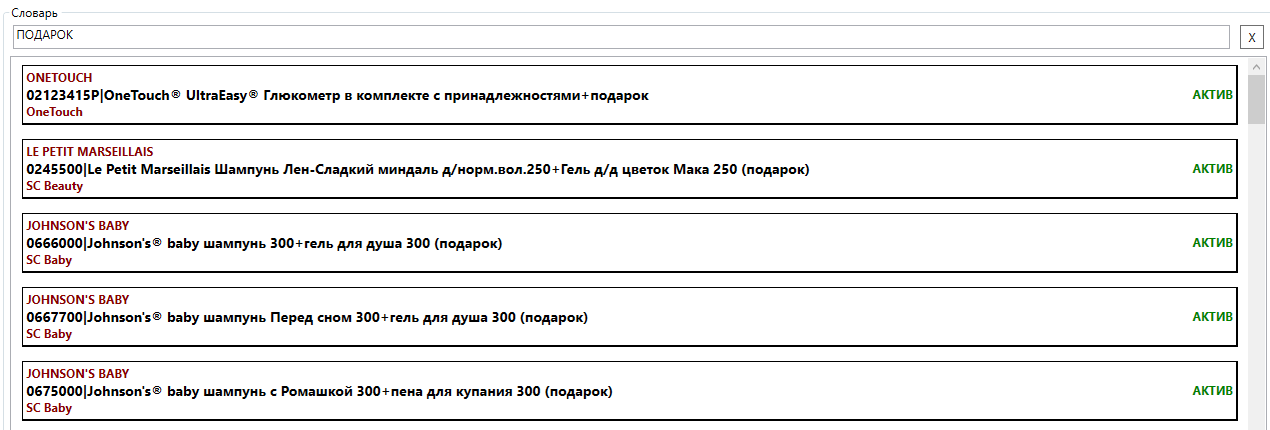 Словарь
ПОДАРОК
X
ONETOUCH
02123415P|OneTouch® UltraEasy® Глюкометр в комплекте с принадлежностями+подарок
АКТИВ
OneTouch
LE PETIT MARSEILLAIS
0245500|Le Petit Marseillais Шампунь Лен-Сладкий миндаль д/норм.вол.250+Гель д/д цветок Мака 250 (подарок)
АКТИВ
SC Beauty
JOHNSON'S BABY
0666000|Johnson's® baby шампунь 300+гель для душа 300 (подарок)
АКТИВ
SC Baby
JOHNSON'S BABY
0667700|Johnson's® baby шампунь Перед сном 300+гель для душа 300 (подарок)
АКТИВ
SC Baby
JOHNSON'S BABY
0675000|Johnson's® baby шампунь с Ромашкой 300+пена для купания 300 (подарок)
АКТИВ
SC Baby